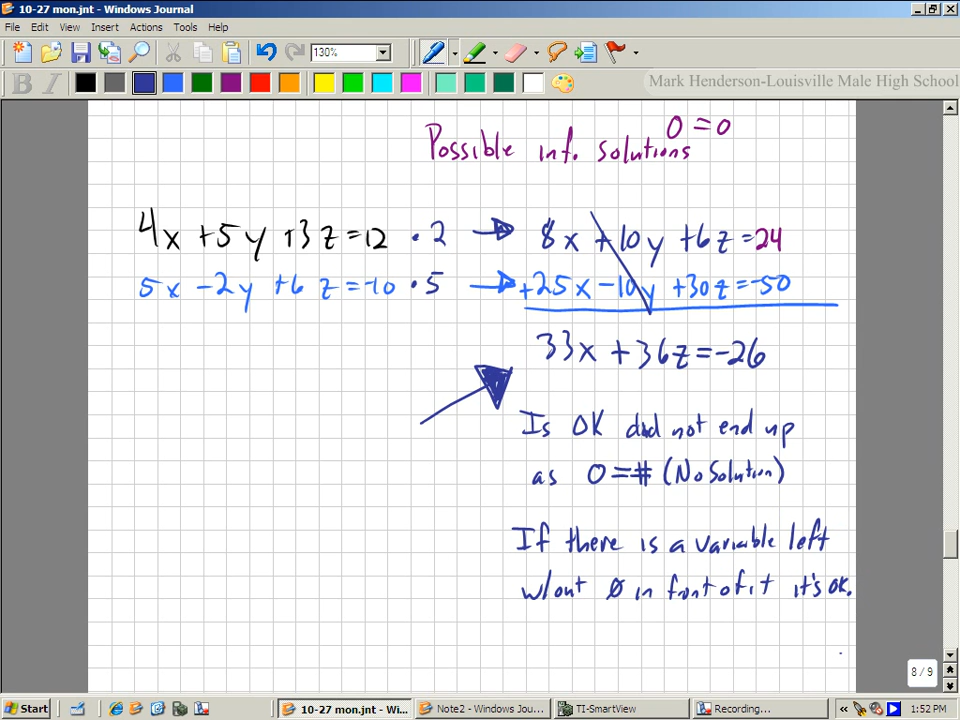 10-27 mon.jnt - Windows Journal
File Edit View Insert Actions Tools Help
130%
B I
Mark Henderson-Louisville Male High School
0 = 0
Possible inf. solutions
4x +5y +3z =12 · 2 → 8x +10y +6z =24
5x -2y +6z =-10 · 5 → +25x -10y +30z =-50
33x +36z =-26
Is OK did not end up
as 0=# (No Solution)
If there is a variable left
w/out 0 in front of it it's OK.
8 / 9
Start 10-27 mon.jnt - Wi... Note2 - Windows Jou... TI-SmartView Recording... « 1:52 PM